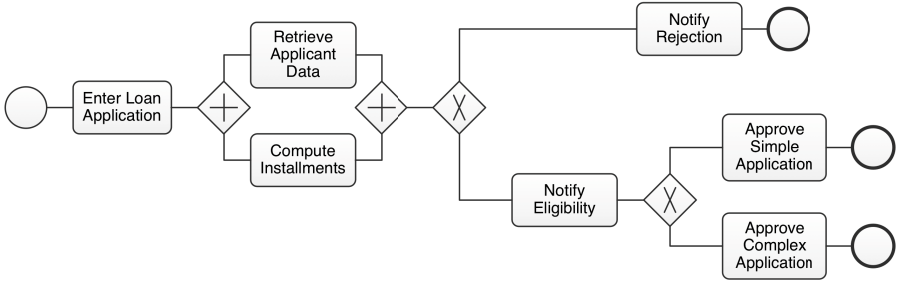 Enter Loan
Application
Retrieve
Applicant
Data
Compute
Installments
Notify
Rejection
Notify
Eligibility
Approve
Simple
Application
Approve
Complex
Application